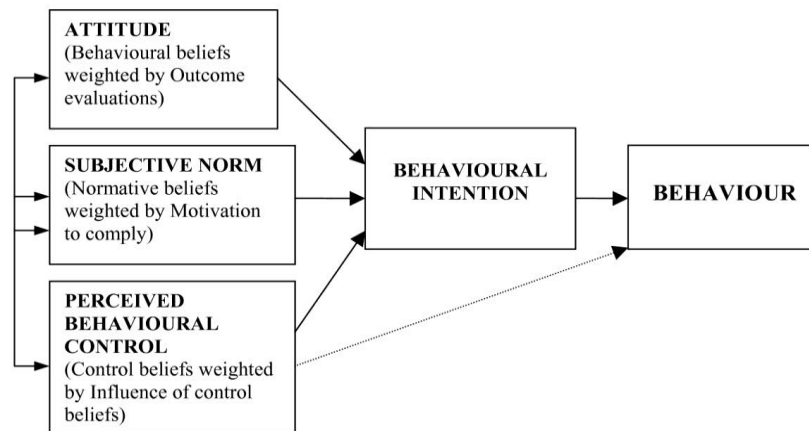 ATTITUDE
(Behavioural beliefs
weighted by Outcome
evaluations)
SUBJECTIVE NORM
(Normative beliefs
weighted by Motivation
to comply)
PERCEIVED
BEHAVIOURAL
CONTROL
(Control beliefs weighted
by Influence of control
beliefs)
BEHAVIOURAL
INTENTION
BEHAVIOUR